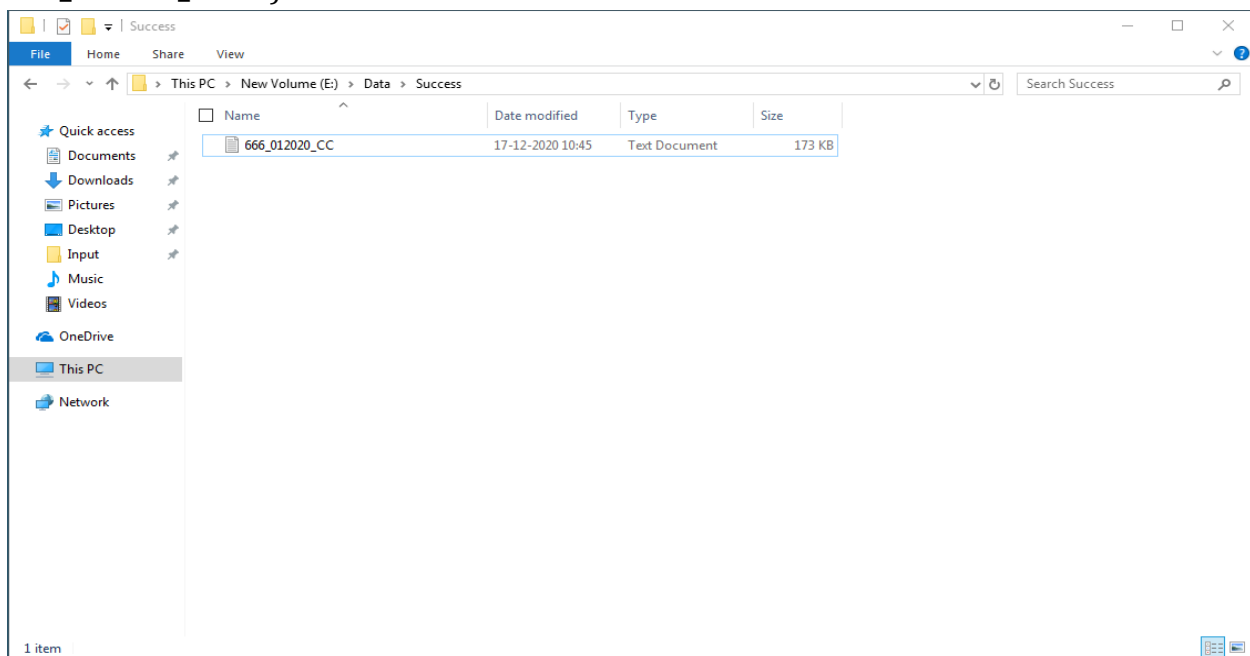 Success
File Home Share View
This PC > New Volume (E:) > Data > Success
Search Success
Name Date modified Type Size
666_012020_CC 17-12-2020 10:45 Text Document 173 KB
Quick access
Documents
Downloads
Pictures
Desktop
Input
Music
Videos
OneDrive
This PC
Network
1 item